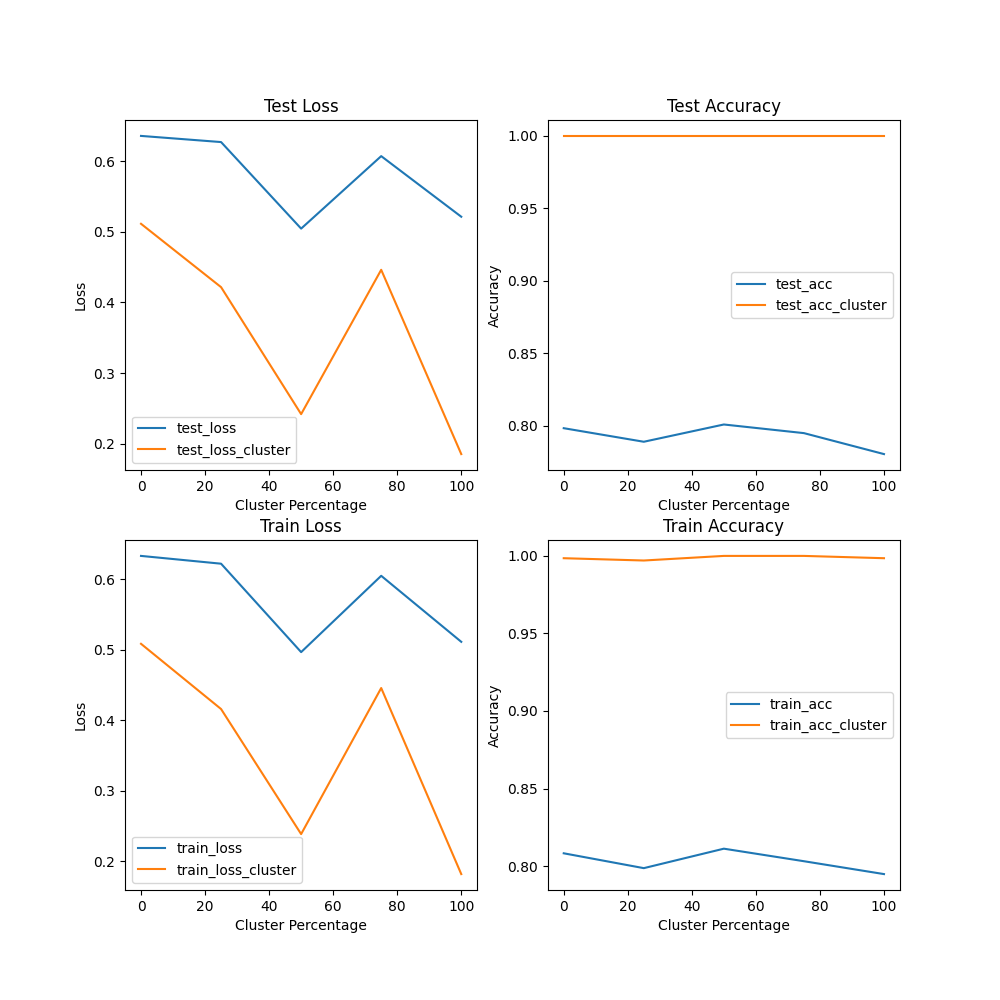 Test Loss
Loss
0.6
0.5
0.4
0.3
0.2
test_loss
test_loss_cluster
0 20 40 60 80 100
Cluster Percentage
Test Accuracy
Accuracy
1.00
0.95
0.90
0.85
0.80
test_acc
test_acc_cluster
0 20 40 60 80 100
Cluster Percentage
Train Loss
Loss
0.6
0.5
0.4
0.3
0.2
train_loss
train_loss_cluster
0 20 40 60 80 100
Cluster Percentage
Train Accuracy
Accuracy
1.00
0.95
0.90
0.85
0.80
train_acc
train_acc_cluster
0 20 40 60 80 100
Cluster Percentage